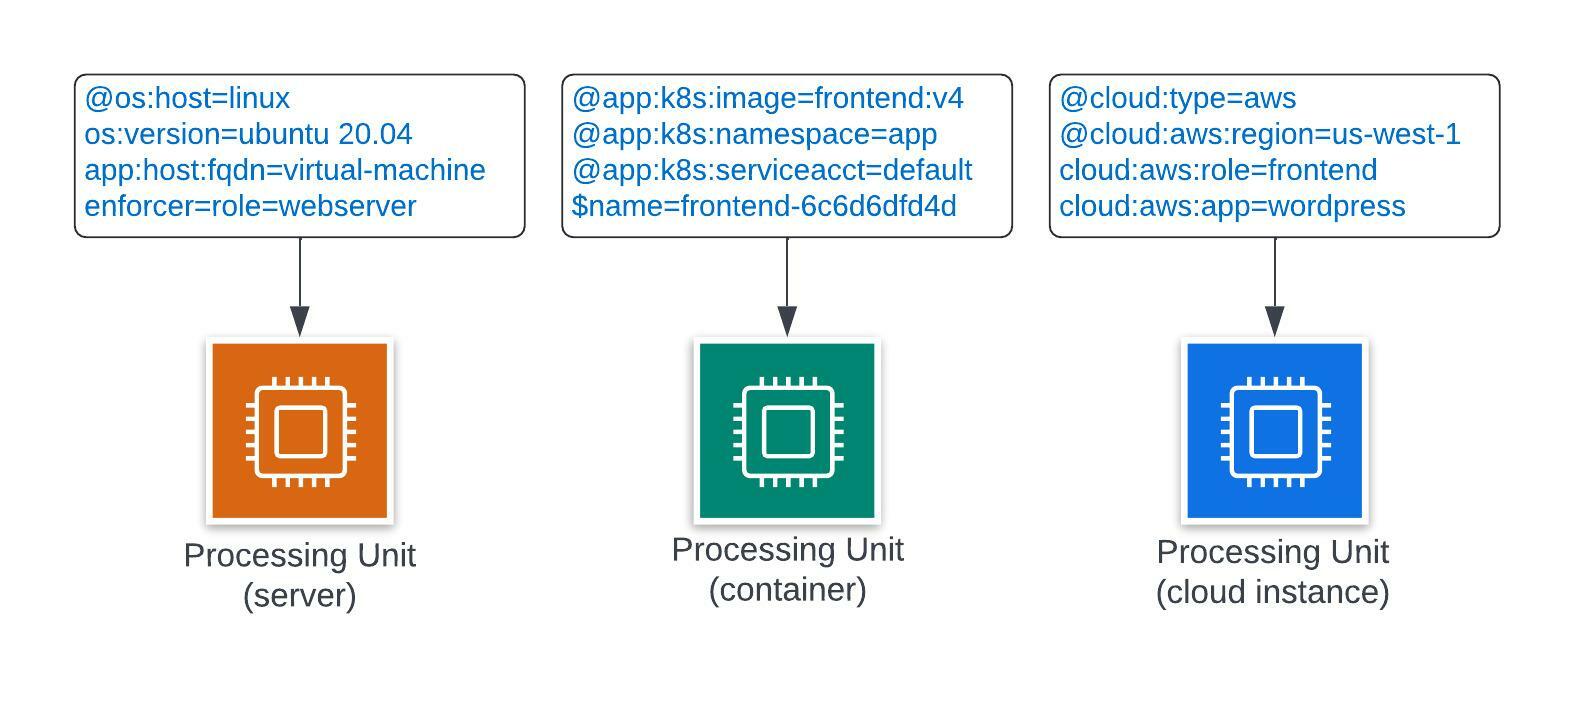 @os:host=linux
os:version=ubuntu 20.04
app:host:fqdn=virtual-machine
enforcer=role=webserver
@app:k8s:image=frontend:v4
@app:k8s:namespace=app
@app:k8s:serviceacct=default
$name=frontend-6c6d6dfd4d
@cloud:type=aws
@cloud:aws:region=us-west-1
cloud:aws:role=frontend
cloud:aws:app=wordpress
Processing Unit
(server)
Processing Unit
(container)
Processing Unit
(cloud instance)